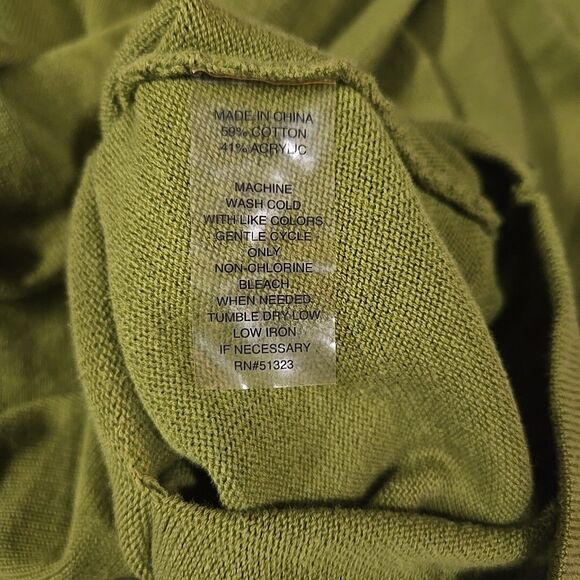 MADE IN CHINA
59% COTTON
41% ACRYLIC
MACHINE
WASH COLD
WITH LIKE COLORS
GENTLE CYCLE
ONLY
NON-CHLORINE
BLEACH,
WHEN NEEDED.
TUMBLE DRY LOW
LOW IRON
IF NECESSARY
RN#51323